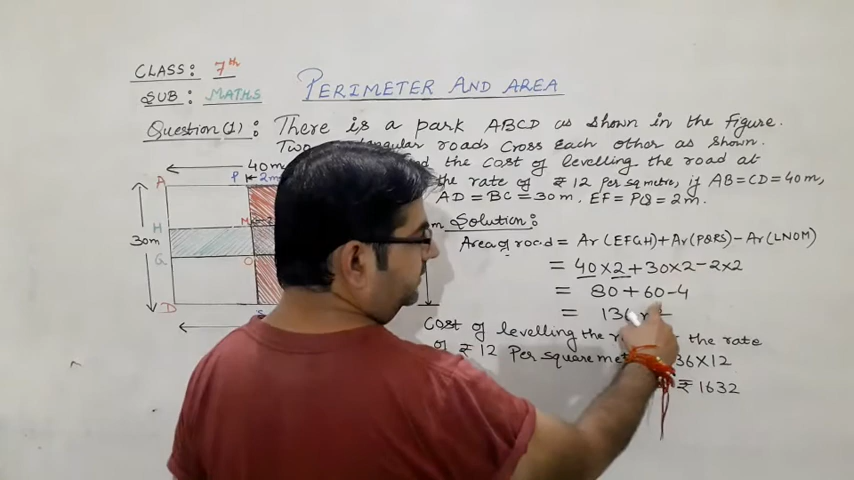 CLASS: 7th
SUB: MATHS
PERIMETER AND AREA
Question(1): There is a park ABCD as shown in the figure.
Two roads cross each other as shown.
the cost of levelling the road at
the rate of ₹12 Per sq metre, if AB=CD=40m,
AD=BC=30m. EF=PQ=2m.
40m
A P 2m
H M
30m
G O
D S
m
Solution:
Area of road = Ar(EFGH)+Ar(PQRS)-Ar(LNOM)
= 40×2+30×2-2×2
= 80+60-4
= 136
Cost of levelling the the rate
of ₹12 Per square 36×12
₹1632